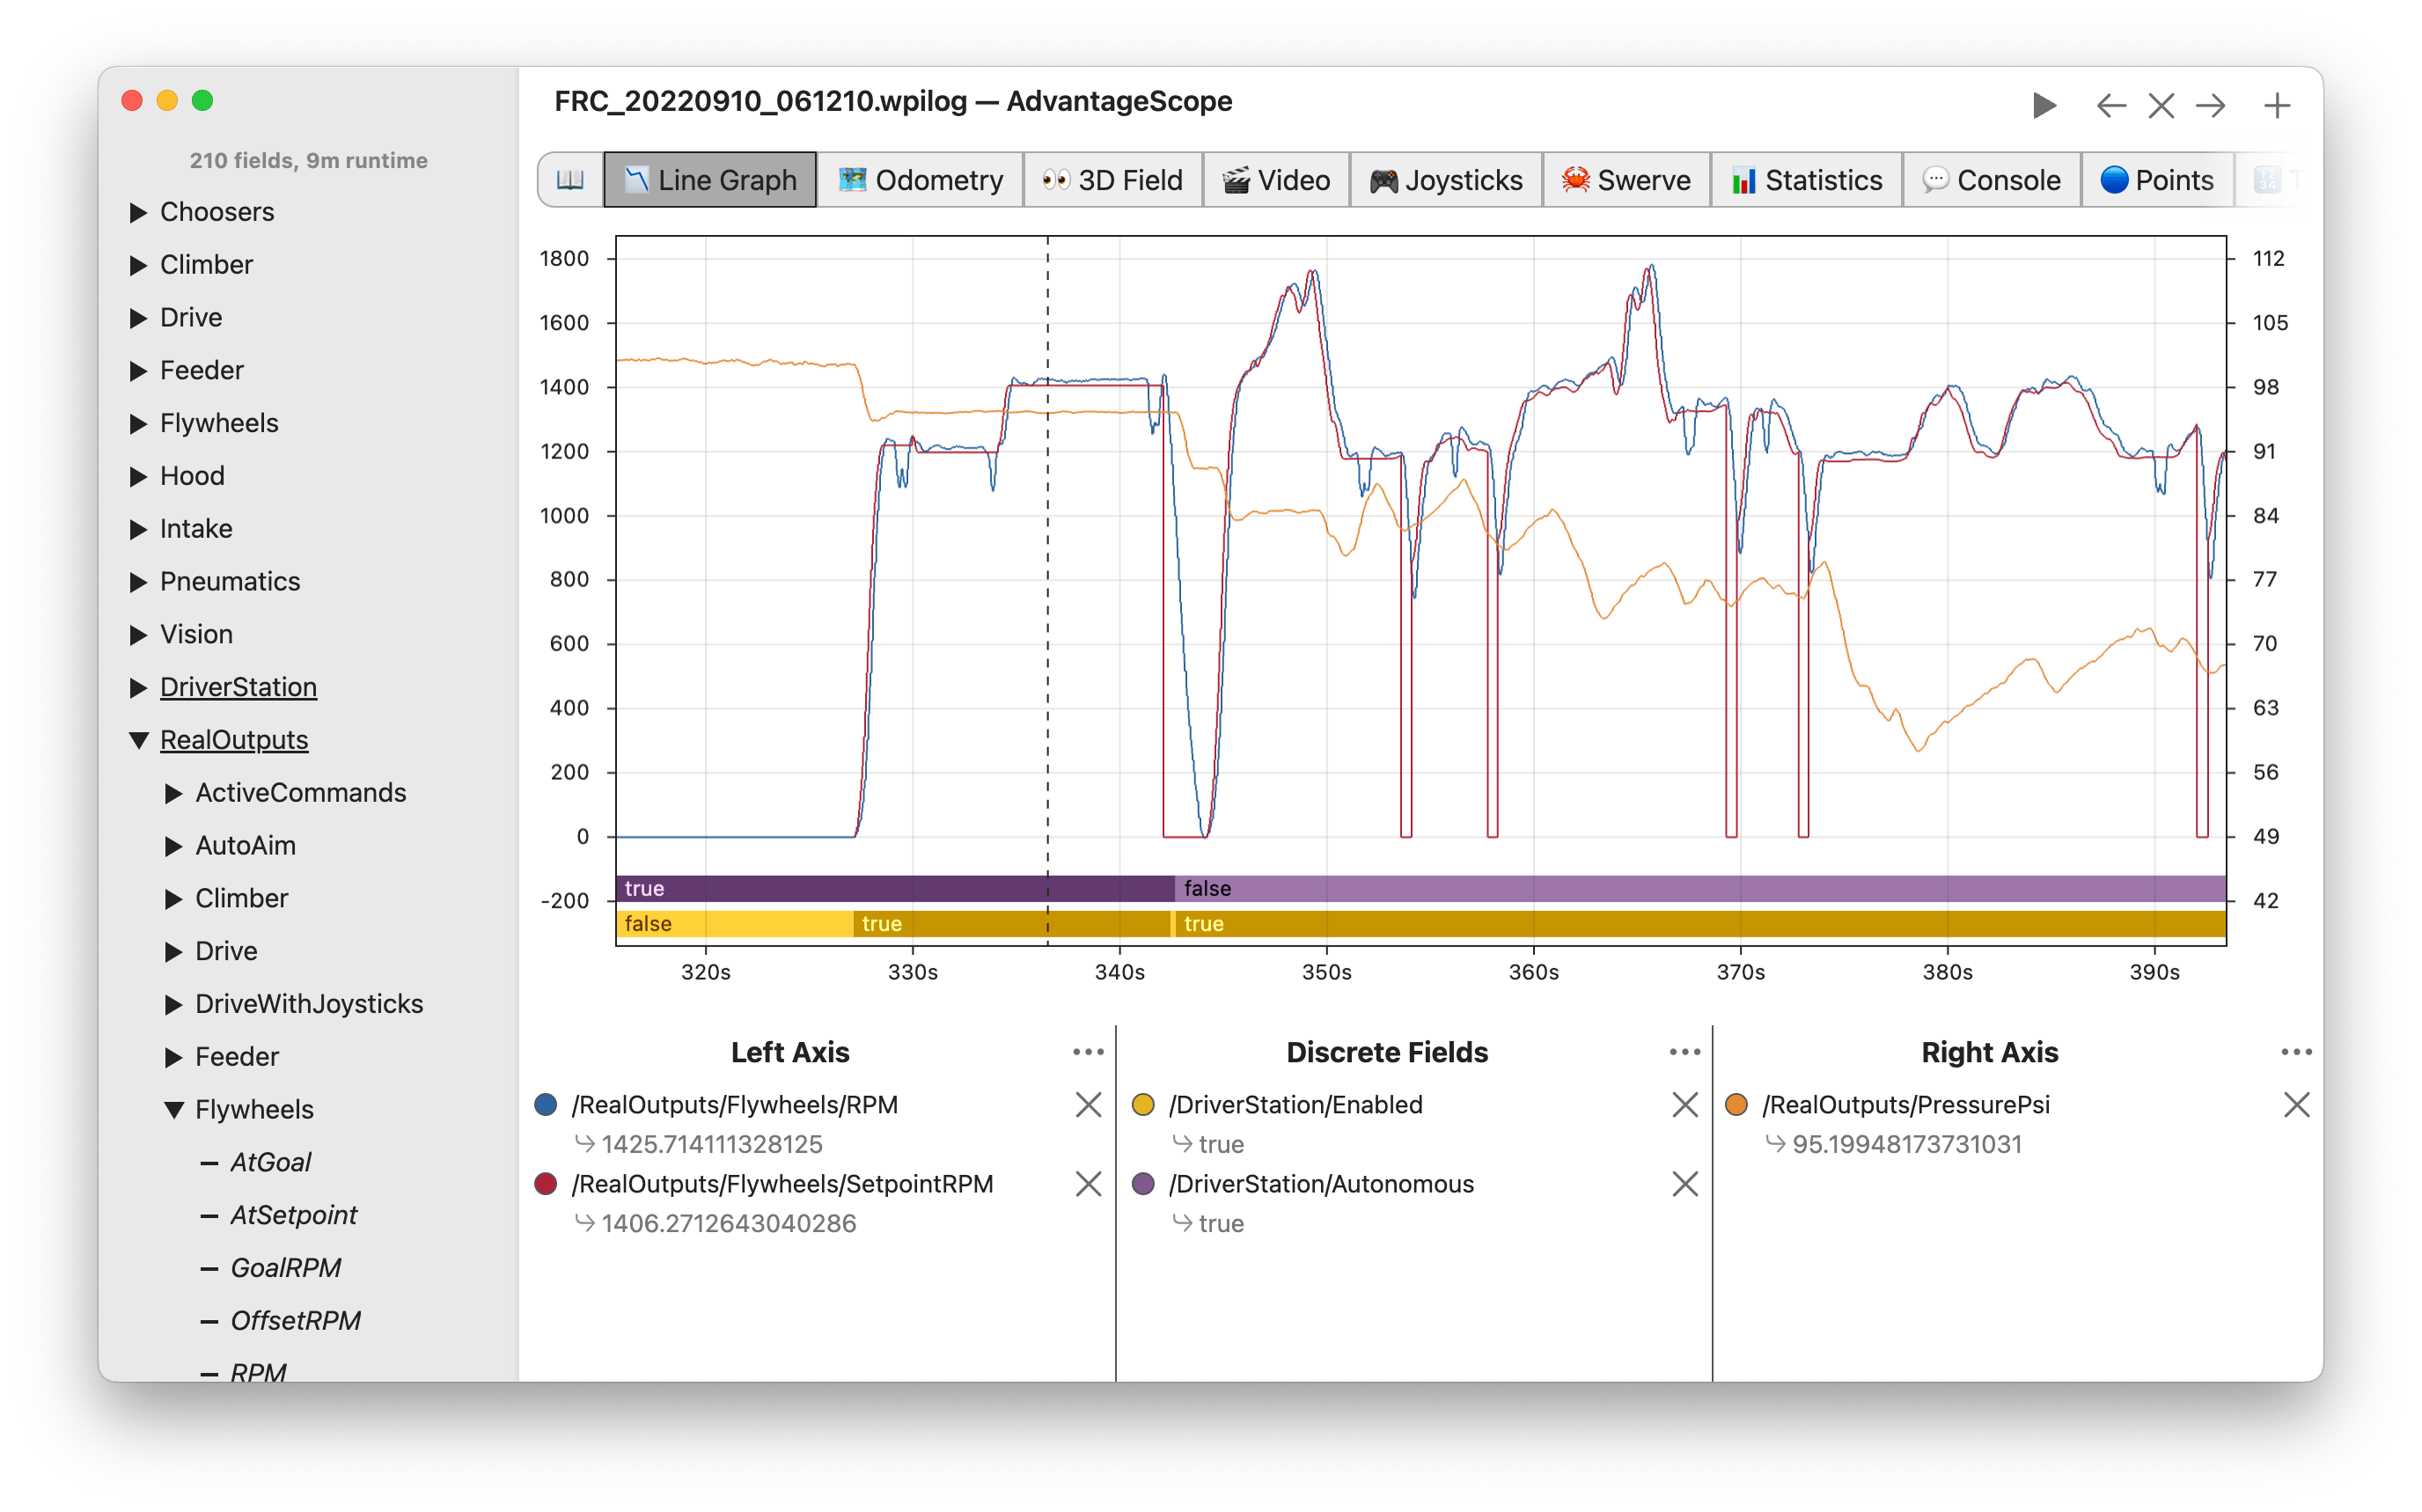 FRC_20220910_061210.wpilog — AdvantageScope
210 fields, 9m runtime
Choosers
Climber
Drive
Feeder
Flywheels
Hood
Intake
Pneumatics
Vision
DriverStation
RealOutputs
ActiveCommands
AutoAim
Climber
Drive
DriveWithJoysticks
Feeder
Flywheels
AtGoal
AtSetpoint
GoalRPM
OffsetRPM
RPM
Line Graph
Odometry
3D Field
Video
Joysticks
Swerve
Statistics
Console
Points
1800
1600
1400
1200
1000
800
600
400
200
0
-200
112
105
98
91
84
77
70
63
56
49
42
true
false
false
true
true
320s
330s
340s
350s
360s
370s
380s
390s
Left Axis
/RealOutputs/Flywheels/RPM
1425.714111328125
/RealOutputs/Flywheels/SetpointRPM
1406.2712643040286
Discrete Fields
/DriverStation/Enabled
true
/DriverStation/Autonomous
true
Right Axis
/RealOutputs/PressurePsi
95.19948173731031